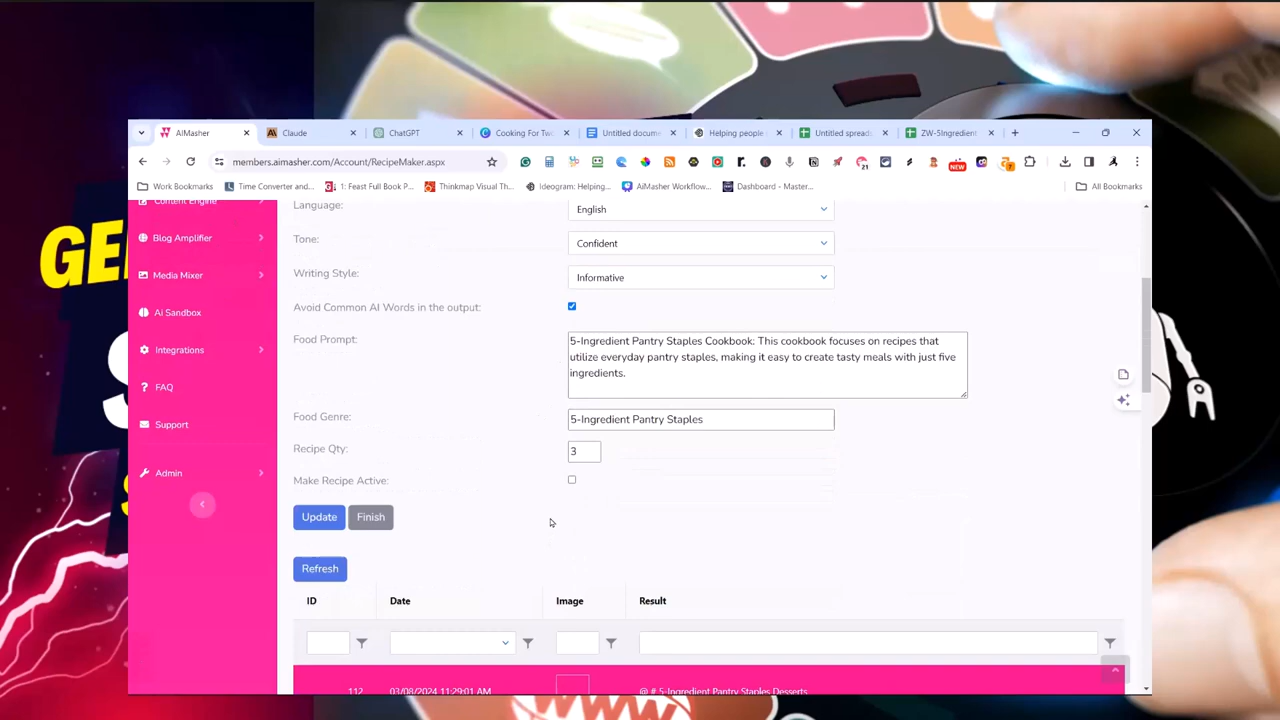 GE
S
AIMasher
Claude
ChatGPT
Cooking For Tw
Untitled docume
Helping people
Untitled spreads
ZW-5Ingredient
members.aimasher.com/Account/RecipeMaker.aspx
NEW
21
7
Work Bookmarks
Time Converter and...
1: Feast Full Book P...
Thinkmap Visual Th...
Ideogram: Helping...
AiMasher Workflow...
Dashboard - Master...
All Bookmarks
Content Engine
Blog Amplifier
Media Mixer
Ai Sandbox
Integrations
FAQ
Support
Admin
Language:
English
Tone:
Confident
Writing Style:
Informative
Avoid Common AI Words in the output:
Food Prompt:
5-Ingredient Pantry Staples Cookbook: This cookbook focuses on recipes that
utilize everyday pantry staples, making it easy to create tasty meals with just five
ingredients.
Food Genre:
5-Ingredient Pantry Staples
Recipe Qty:
3
Make Recipe Active:
Update
Finish
Refresh
ID
Date
Image
Result
112
03/08/2024 11:29:01 AM
@ # 5-Ingredient Pantry Staples Desserts
www